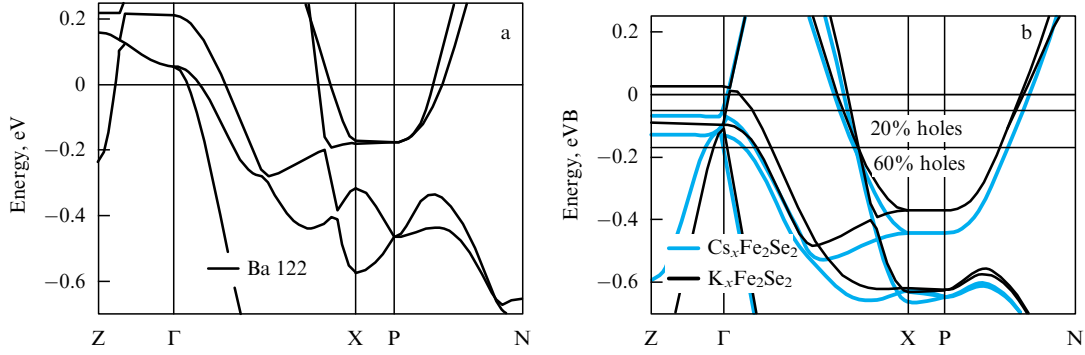 a
0.2
0
−0.2
−0.4
−0.6
Energy, eV
Ba 122
Z Γ X P N
b
0.2
0
−0.2
−0.4
−0.6
Energy, eVB
20% holes
60% holes
CsₓFe₂Se₂
KₓFe₂Se₂
Z Γ X P N